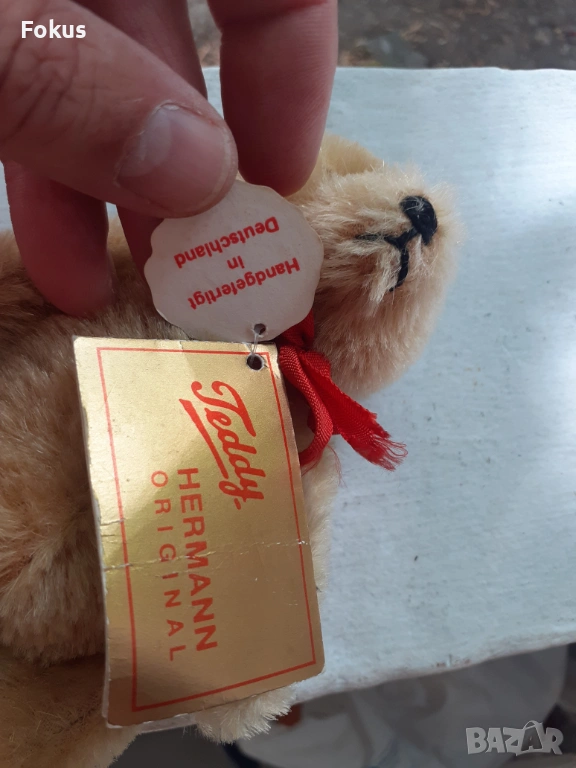 Fokus
Handgefertigt
in
Deutschland
Teddy
HERMANN
ORIGINAL
BAZAR